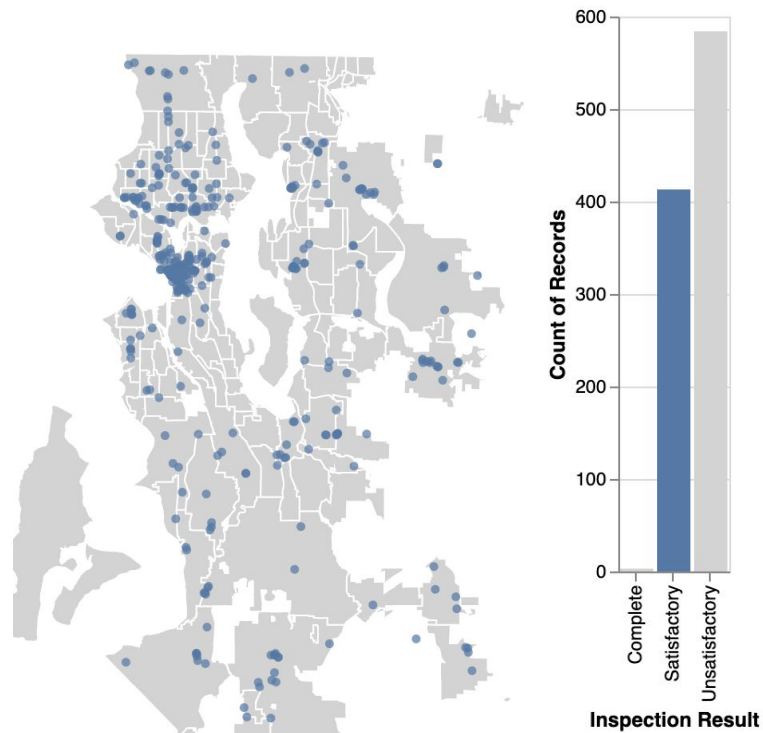 600
500
400
300
200
100
0
Count of Records
Complete
Satisfactory
Unsatisfactory
Inspection Result